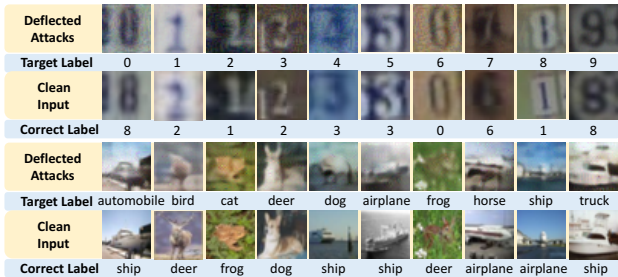 Deflected
Attacks
Target Label 0 1 2 3 4 5 6 7 8 9
Clean
Input
Correct Label 8 2 1 2 3 3 0 6 1 8
Deflected
Attacks
Target Label automobile bird cat deer dog airplane frog horse ship truck
Clean
Input
Correct Label ship deer frog dog ship ship deer airplane airplane ship